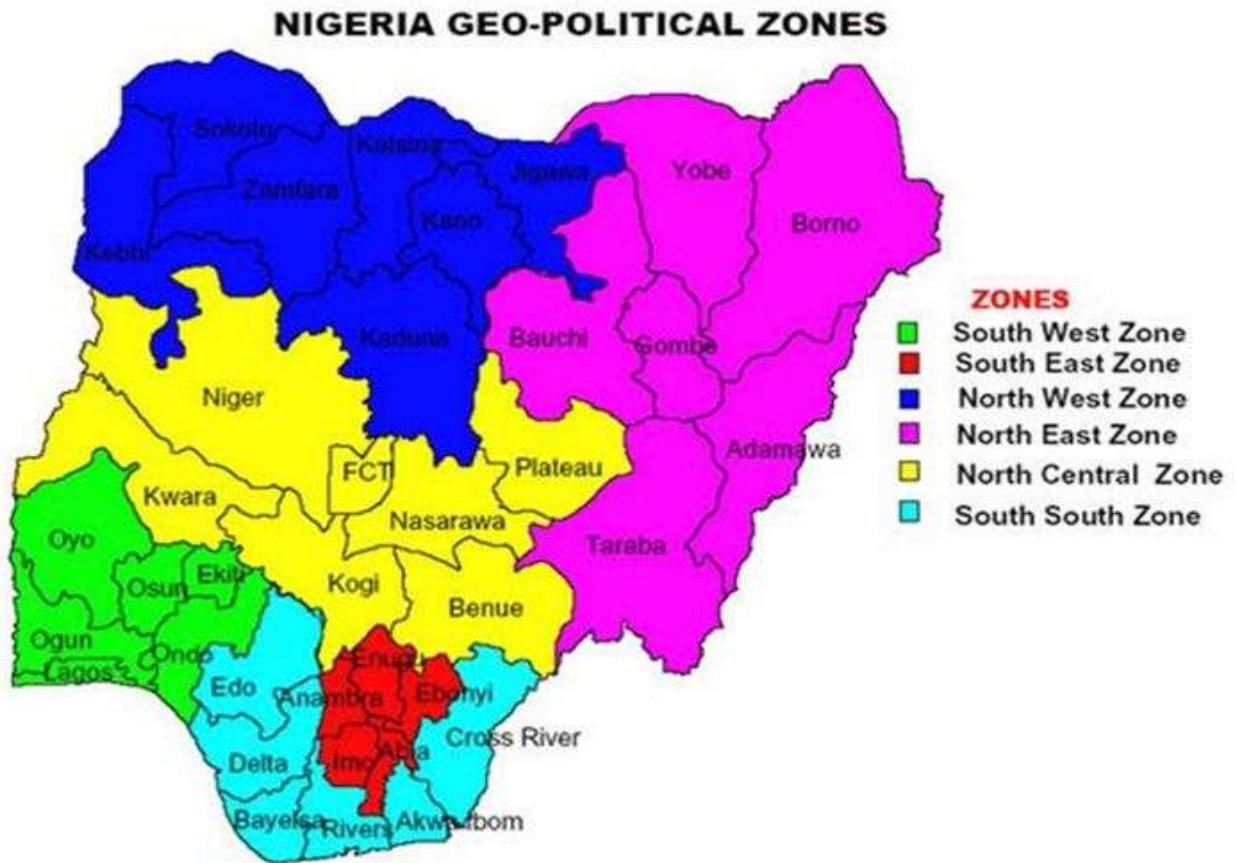 NIGERIA GEO-POLITICAL ZONES
Sokoto
Katsina
Zamfara
Jigawa
Yobe
Kano
Borno
Kebbi
Kaduna
Bauchi
Gombe
Niger
Adamawa
FCT
Plateau
Kwara
Nasarawa
Oyo
Taraba
Osun
Ekiti
Kogi
Benue
Ogun
Ondo
Lagos
Enugu
Edo
Anambra
Ebonyi
Cross River
Delta
Imo
Abia
Bayelsa
Rivers
Akwa Ibom
ZONES
South West Zone
South East Zone
North West Zone
North East Zone
North Central Zone
South South Zone